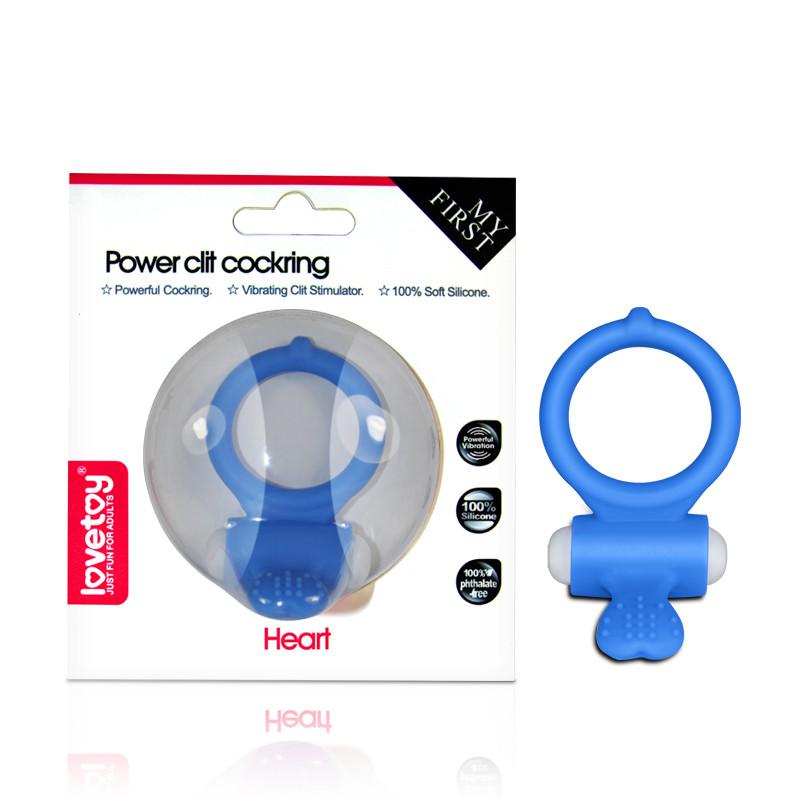 MY
FIRST
Power clit cockring
☆ Powerful Cockring. ☆ Vibrating Clit Stimulator. ☆ 100% Soft Silicone.
Powerful
Vibration
100%
Silicone
100%
phthalate
-free
lovetoy®
JUST FUN FOR ADULTS
Heart